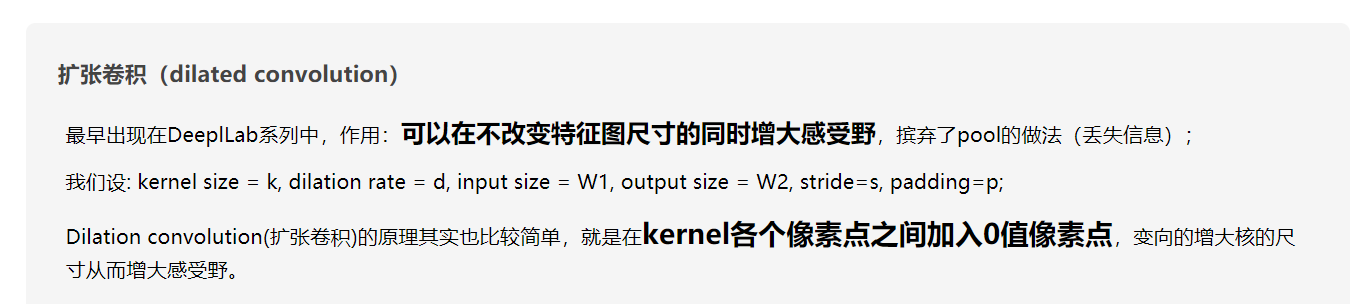 扩张卷积（dilated convolution）
最早出现在DeeplLab系列中，作用：可以在不改变特征图尺寸的同时增大感受野，摈弃了pool的做法（丢失信息）;
我们设: kernel size = k, dilation rate = d, input size = W1, output size = W2, stride=s, padding=p;
Dilation convolution(扩张卷积)的原理其实也比较简单，就是在kernel各个像素点之间加入0值像素点，变向的增大核的尺
寸从而增大感受野。